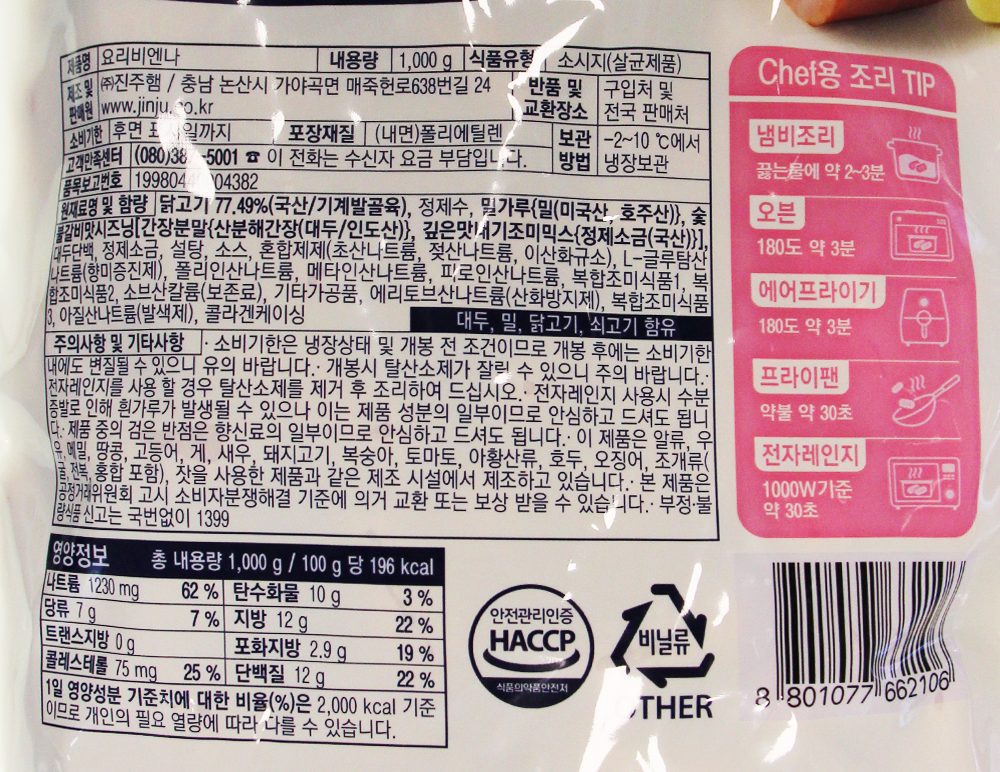 제품명 요리비엔나 내용량 1,000 g 식품유형 소시지(살균제품)
제조 및 판매원 ㈜진주햄 / 충남 논산시 가야곡면 매죽헌로638번길 24
www.jinju. .kr
반품 및 교환장소 구입처 및 전국 판매처
소비기한 후면 일까지 포장재질 (내면)폴리에틸렌
보관 방법 -2~10 ℃에서 냉장보관
고객만족센터 (080)38 -5001 ☎ 이 전화는 수신자 요금 부담입니다.
품목보고번호 199804 04382
원재료명 및 함량 닭고기 77.49%(국산/기계발골육), 정제수, 밀가루{밀(미국산, 호주산)}, 숯
불갈비맛시즈닝[간장분말{산분해간장(대두/인도산)}, 깊은맛내기조미믹스{정제소금(국산)}],
대두단백, 정제소금, 설탕, 소스, 혼합제제(초산나트륨, 젖산나트륨, 이산화규소), L-글루탐산
나트륨(향미증진제), 폴리인산나트륨, 메타인산나트륨, 피로인산나트륨, 복합조미식품1, 복
합조미식품2, 소브산칼륨(보존료), 기타가공품, 에리토브산나트륨(산화방지제), 복합조미식품
3, 아질산나트륨(발색제), 콜라겐케이싱
대두, 밀, 닭고기, 쇠고기 함유
주의사항 및 기타사항 · 소비기한은 냉장상태 및 개봉 전 조건이므로 개봉 후에는 소비기한
내에도 변질될 수 있으니 유의 바랍니다.· 개봉시 탈산소제가 잘릴 수 있으니 주의 바랍니다.·
전자레인지를 사용 할 경우 탈산소제를 제거 후 조리하여 드십시오.· 전자레인지 사용시 수분
증발로 인해 흰가루가 발생될 수 있으나 이는 제품 성분의 일부이므로 안심하고 드셔도 됩니
다.· 제품 중의 검은 반점은 향신료의 일부이므로 안심하고 드셔도 됩니다.· 이 제품은 알류, 우
유, 메밀, 땅콩, 고등어, 게, 새우, 돼지고기, 복숭아, 토마토, 아황산류, 호두, 오징어, 조개류(
굴, 전복, 홍합 포함), 잣을 사용한 제품과 같은 제조 시설에서 제조하고 있습니다.· 본 제품은
공정거래위원회 고시 소비자분쟁해결 기준에 의거 교환 또는 보상 받을 수 있습니다.· 부정·불
량식품 신고는 국번없이 1399
Chef용 조리 TIP
냄비조리
끓는물에 약 2~3분
오븐
180도 약 3분
에어프라이기
180도 약 3분
프라이팬
약불 약 30초
전자레인지
1000W기준
약 30초
영양정보 총 내용량 1,000 g / 100 g 당 196 kcal
나트륨 1230 mg 62 % 탄수화물 10 g 3 %
당류 7 g 7 % 지방 12 g 22 %
트랜스지방 0 g 포화지방 2.9 g 19 %
콜레스테롤 75 mg 25 % 단백질 12 g 22 %
1일 영양성분 기준치에 대한 비율(%)은 2,000 kcal 기준
이므로 개인의 필요 열량에 따라 다를 수 있습니다.
안전관리인증
HACCP
식품의약품안전처
비닐류
OTHER
8 801077 662106